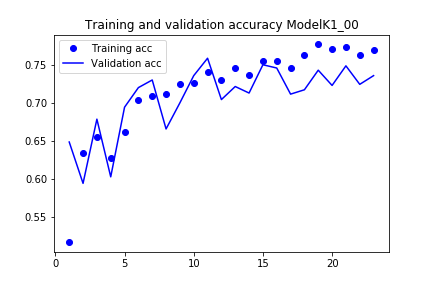 Training and validation accuracy ModelK1_00
Training acc
Validation acc
0.75
0.70
0.65
0.60
0.55
0 5 10 15 20